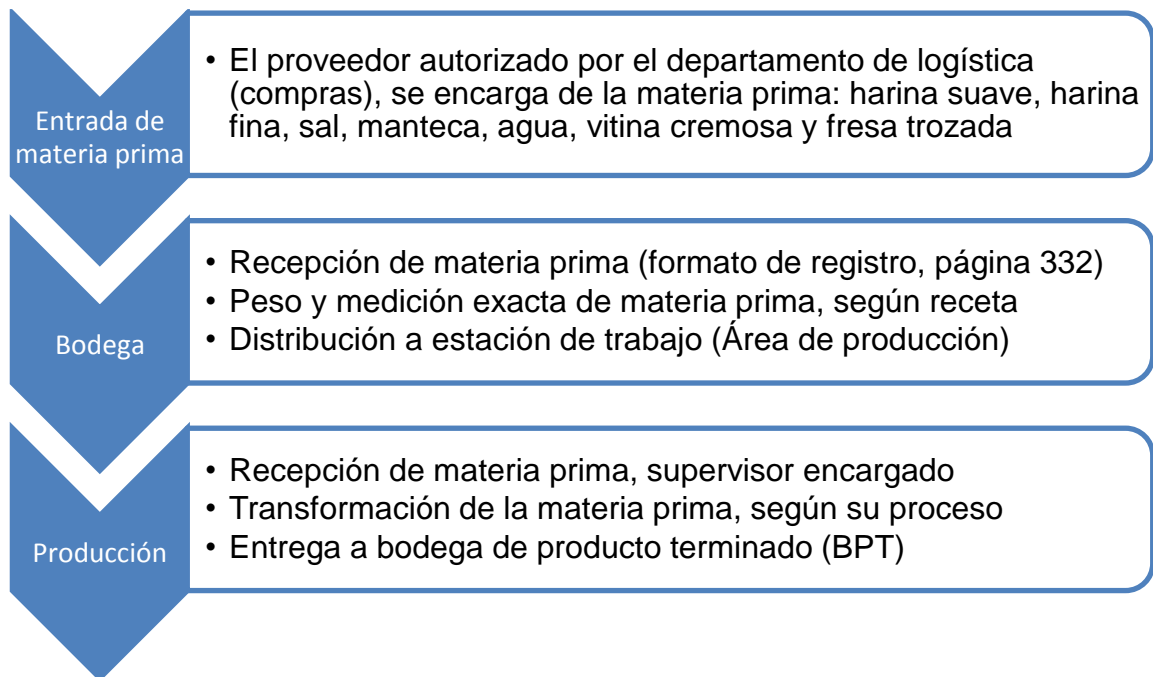 Entrada de
materia prima
• El proveedor autorizado por el departamento de logística
(compras), se encarga de la materia prima: harina suave, harina
fina, sal, manteca, agua, vitina cremosa y fresa trozada
Bodega
• Recepción de materia prima (formato de registro, página 332)
• Peso y medición exacta de materia prima, según receta
• Distribución a estación de trabajo (Área de producción)
Producción
• Recepción de materia prima, supervisor encargado
• Transformación de la materia prima, según su proceso
• Entrega a bodega de producto terminado (BPT)